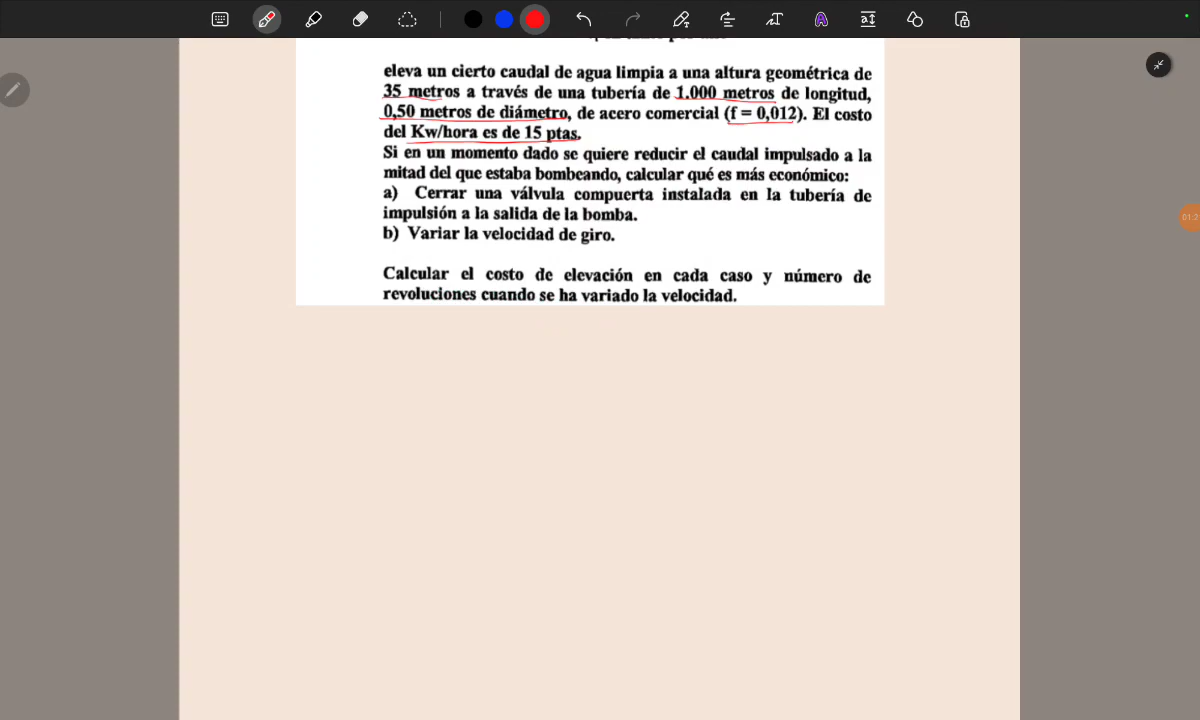 eleva un cierto caudal de agua limpia a una altura geométrica de
35 metros a través de una tubería de 1.000 metros de longitud,
0,50 metros de diámetro, de acero comercial (f = 0,012). El costo
del Kw/hora es de 15 ptas.
Si en un momento dado se quiere reducir el caudal impulsado a la
mitad del que estaba bombeando, calcular qué es más económico:
a) Cerrar una válvula compuerta instalada en la tubería de
impulsión a la salida de la bomba.
b) Variar la velocidad de giro.
Calcular el costo de elevación en cada caso y número de
revoluciones cuando se ha variado la velocidad.